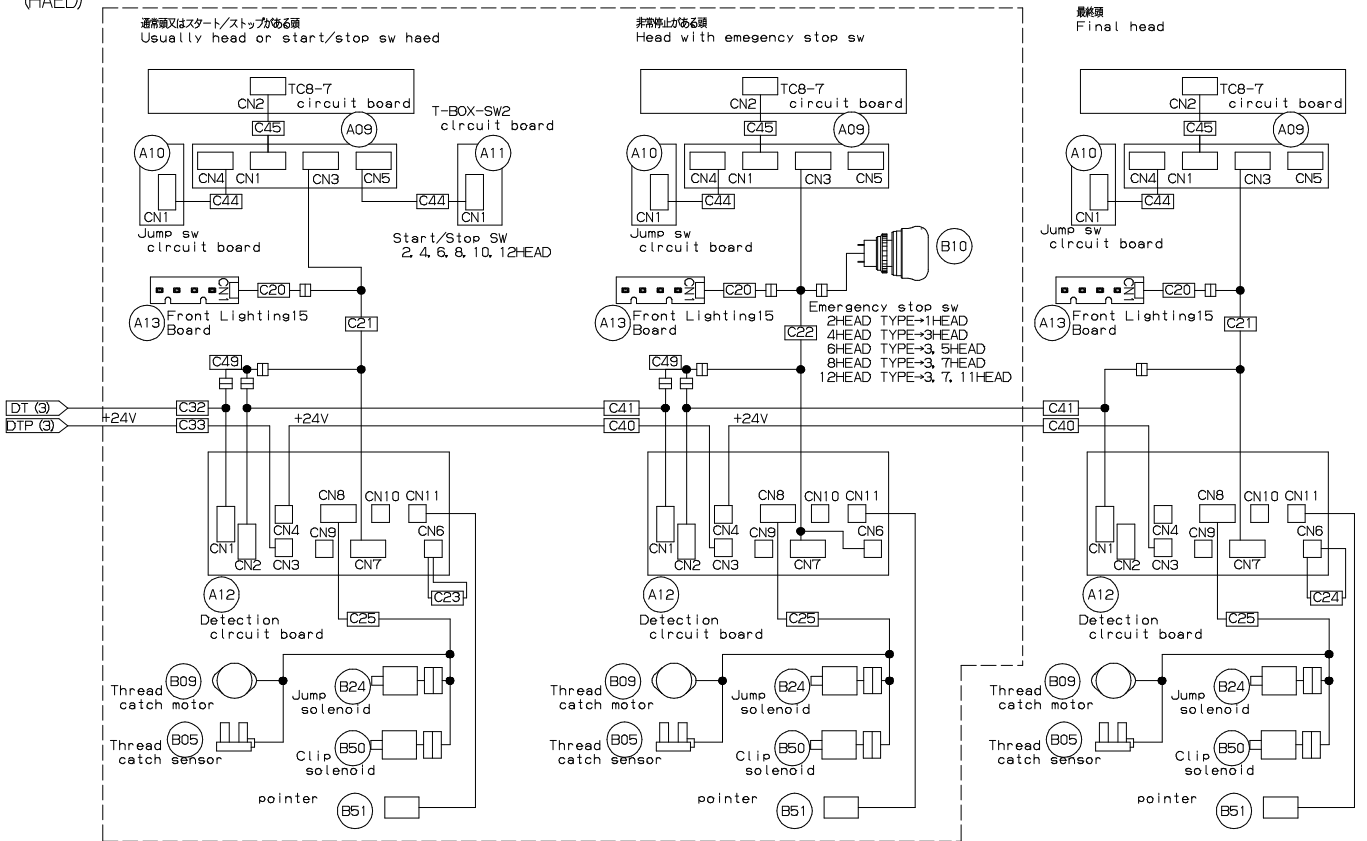 (HAED)
通常頭又はスタート／ストップがある頭
Usually head or start/stop sw haed
TC8-7
circuit board
CN2
C45
A09
T-BOX-SW2
clrcuit board
A10
A11
CN4
CN1
CN3
CN5
CN1
C44
C44
CN1
Jump sw
clrcuit board
Start/Stop SW
2, 4, 6, 8, 10, 12HEAD
CN1
C20
A13
Front Lighting15
Board
C21
C49
DT (3)
C32
DTP (3)
+24V
C33
+24V
CN8
CN10
CN11
CN4
CN9
CN6
CN1
CN2
CN3
CN7
A12
C23
Detection
clrcuit board
C25
Thread
catch motor
B09
Jump
solenoid
B24
Thread
catch sensor
B05
Clip
solenoid
B50
pointer
B51
非常停止がある頭
Head with emegency stop sw
TC8-7
circuit board
CN2
C45
A09
A10
CN4
CN1
CN3
CN5
CN1
C44
Jump sw
clrcuit board
B10
CN1
C20
A13
Front Lighting15
Board
C22
Emergency stop sw
2HEAD TYPE→1HEAD
4HEAD TYPE→3HEAD
6HEAD TYPE→3, 5HEAD
8HEAD TYPE→3, 7HEAD
12HEAD TYPE→3, 7, 11HEAD
C49
C41
C40
+24V
CN8
CN10
CN11
CN4
CN9
CN6
CN1
CN2
CN3
CN7
A12
Detection
clrcuit board
C25
Thread
catch motor
B09
Jump
solenoid
B24
Thread
catch sensor
B05
Clip
solenoid
B50
pointer
B51
最終頭
Final head
TC8-7
circuit board
CN2
C45
A09
A10
CN4
CN1
CN3
CN5
CN1
C44
Jump sw
clrcuit board
CN1
C20
A13
Front Lighting15
Board
C21
C41
C40
CN8
CN10
CN11
CN4
CN9
CN6
CN1
CN2
CN3
CN7
A12
C24
Detection
clrcuit board
C25
Thread
catch motor
B09
Jump
solenoid
B24
Thread
catch sensor
B05
Clip
solenoid
B50
pointer
B51